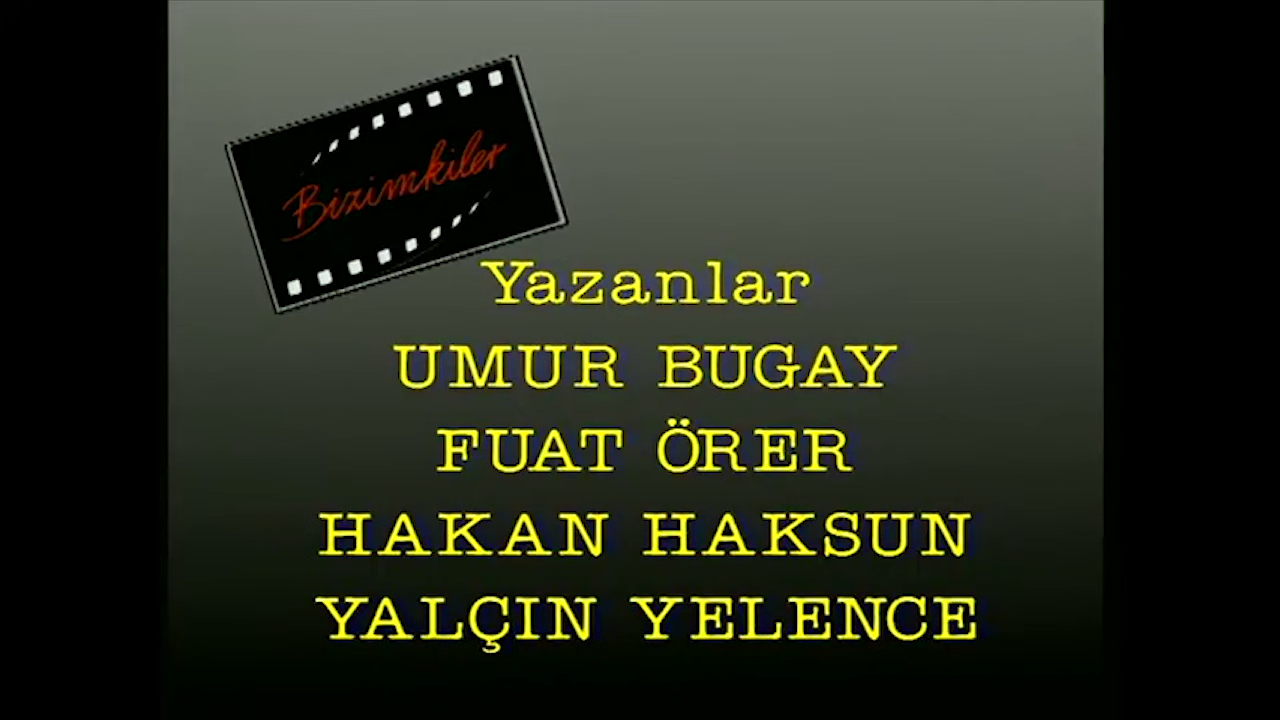 Bizimkiler
Yazanlar
UMUR BUGAY
FUAT ÖRER
HAKAN HAKSUN
YALÇIN YELENCE